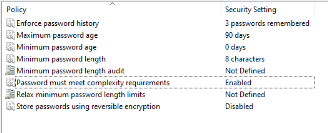 Policy Security Setting
Enforce password history 3 passwords remembered
Maximum password age 90 days
Minimum password age 0 days
Minimum password length 8 characters
Minimum password length audit Not Defined
Password must meet complexity requirements Enabled
Relax minimum password length limits Not Defined
Store passwords using reversible encryption Disabled